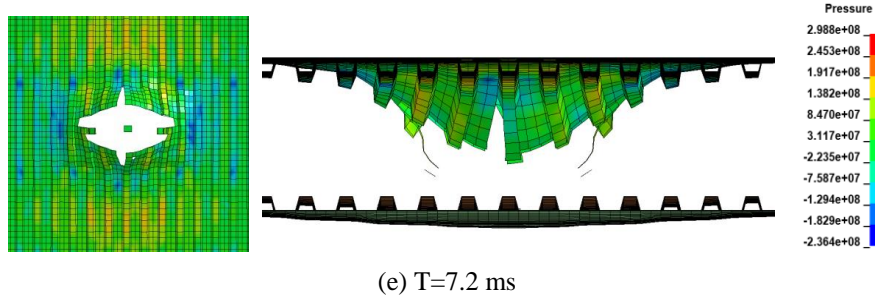 Pressure
2.988e+08
2.453e+08
1.917e+08
1.382e+08
8.470e+07
3.117e+07
-2.235e+07
-7.587e+07
-1.294e+08
-1.829e+08
-2.364e+08
(e) T=7.2 ms